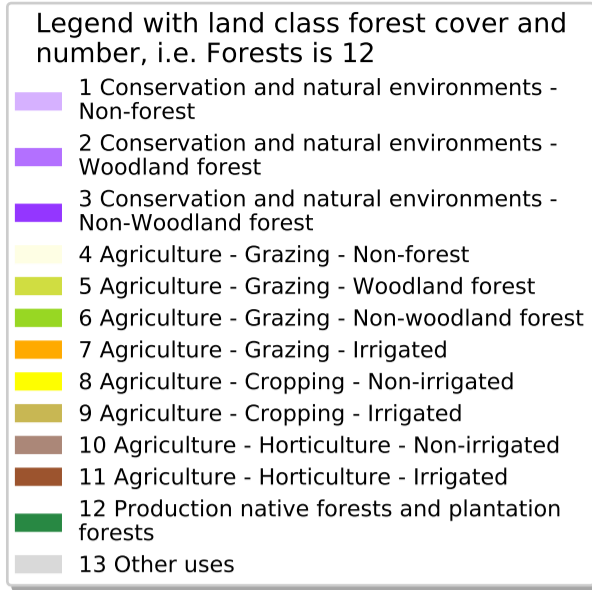 Legend with land class forest cover and
number, i.e. Forests is 12
1 Conservation and natural environments -
Non-forest
2 Conservation and natural environments -
Woodland forest
3 Conservation and natural environments -
Non-Woodland forest
4 Agriculture - Grazing - Non-forest
5 Agriculture - Grazing - Woodland forest
6 Agriculture - Grazing - Non-woodland forest
7 Agriculture - Grazing - Irrigated
8 Agriculture - Cropping - Non-irrigated
9 Agriculture - Cropping - Irrigated
10 Agriculture - Horticulture - Non-irrigated
11 Agriculture - Horticulture - Irrigated
12 Production native forests and plantation
forests
13 Other uses